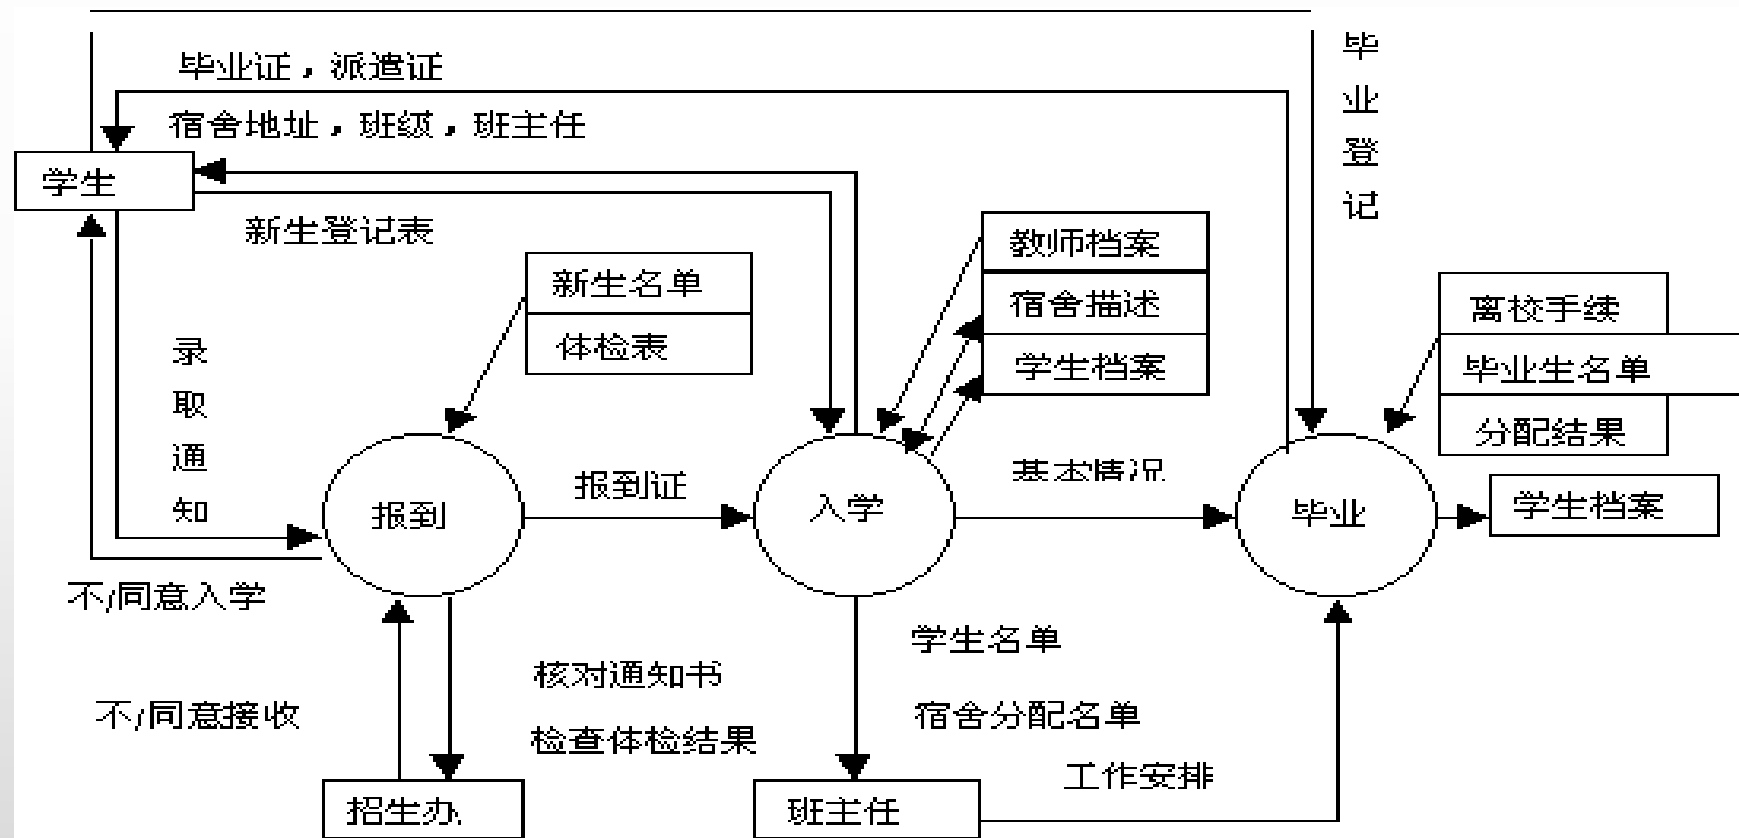 毕业证，派遣证
宿舍地址，班级，班主任
学生
新生登记表
毕业登记
录取通知
新生名单
体检表
教师档案
宿舍描述
学生档案
离校手续
毕业生名单
分配结果
报到
报到证
入学
基本情况
毕业
学生档案
不/同意入学
不/同意接收
核对通知书
检查体检结果
学生名单
宿舍分配名单
工作安排
招生办
班主任